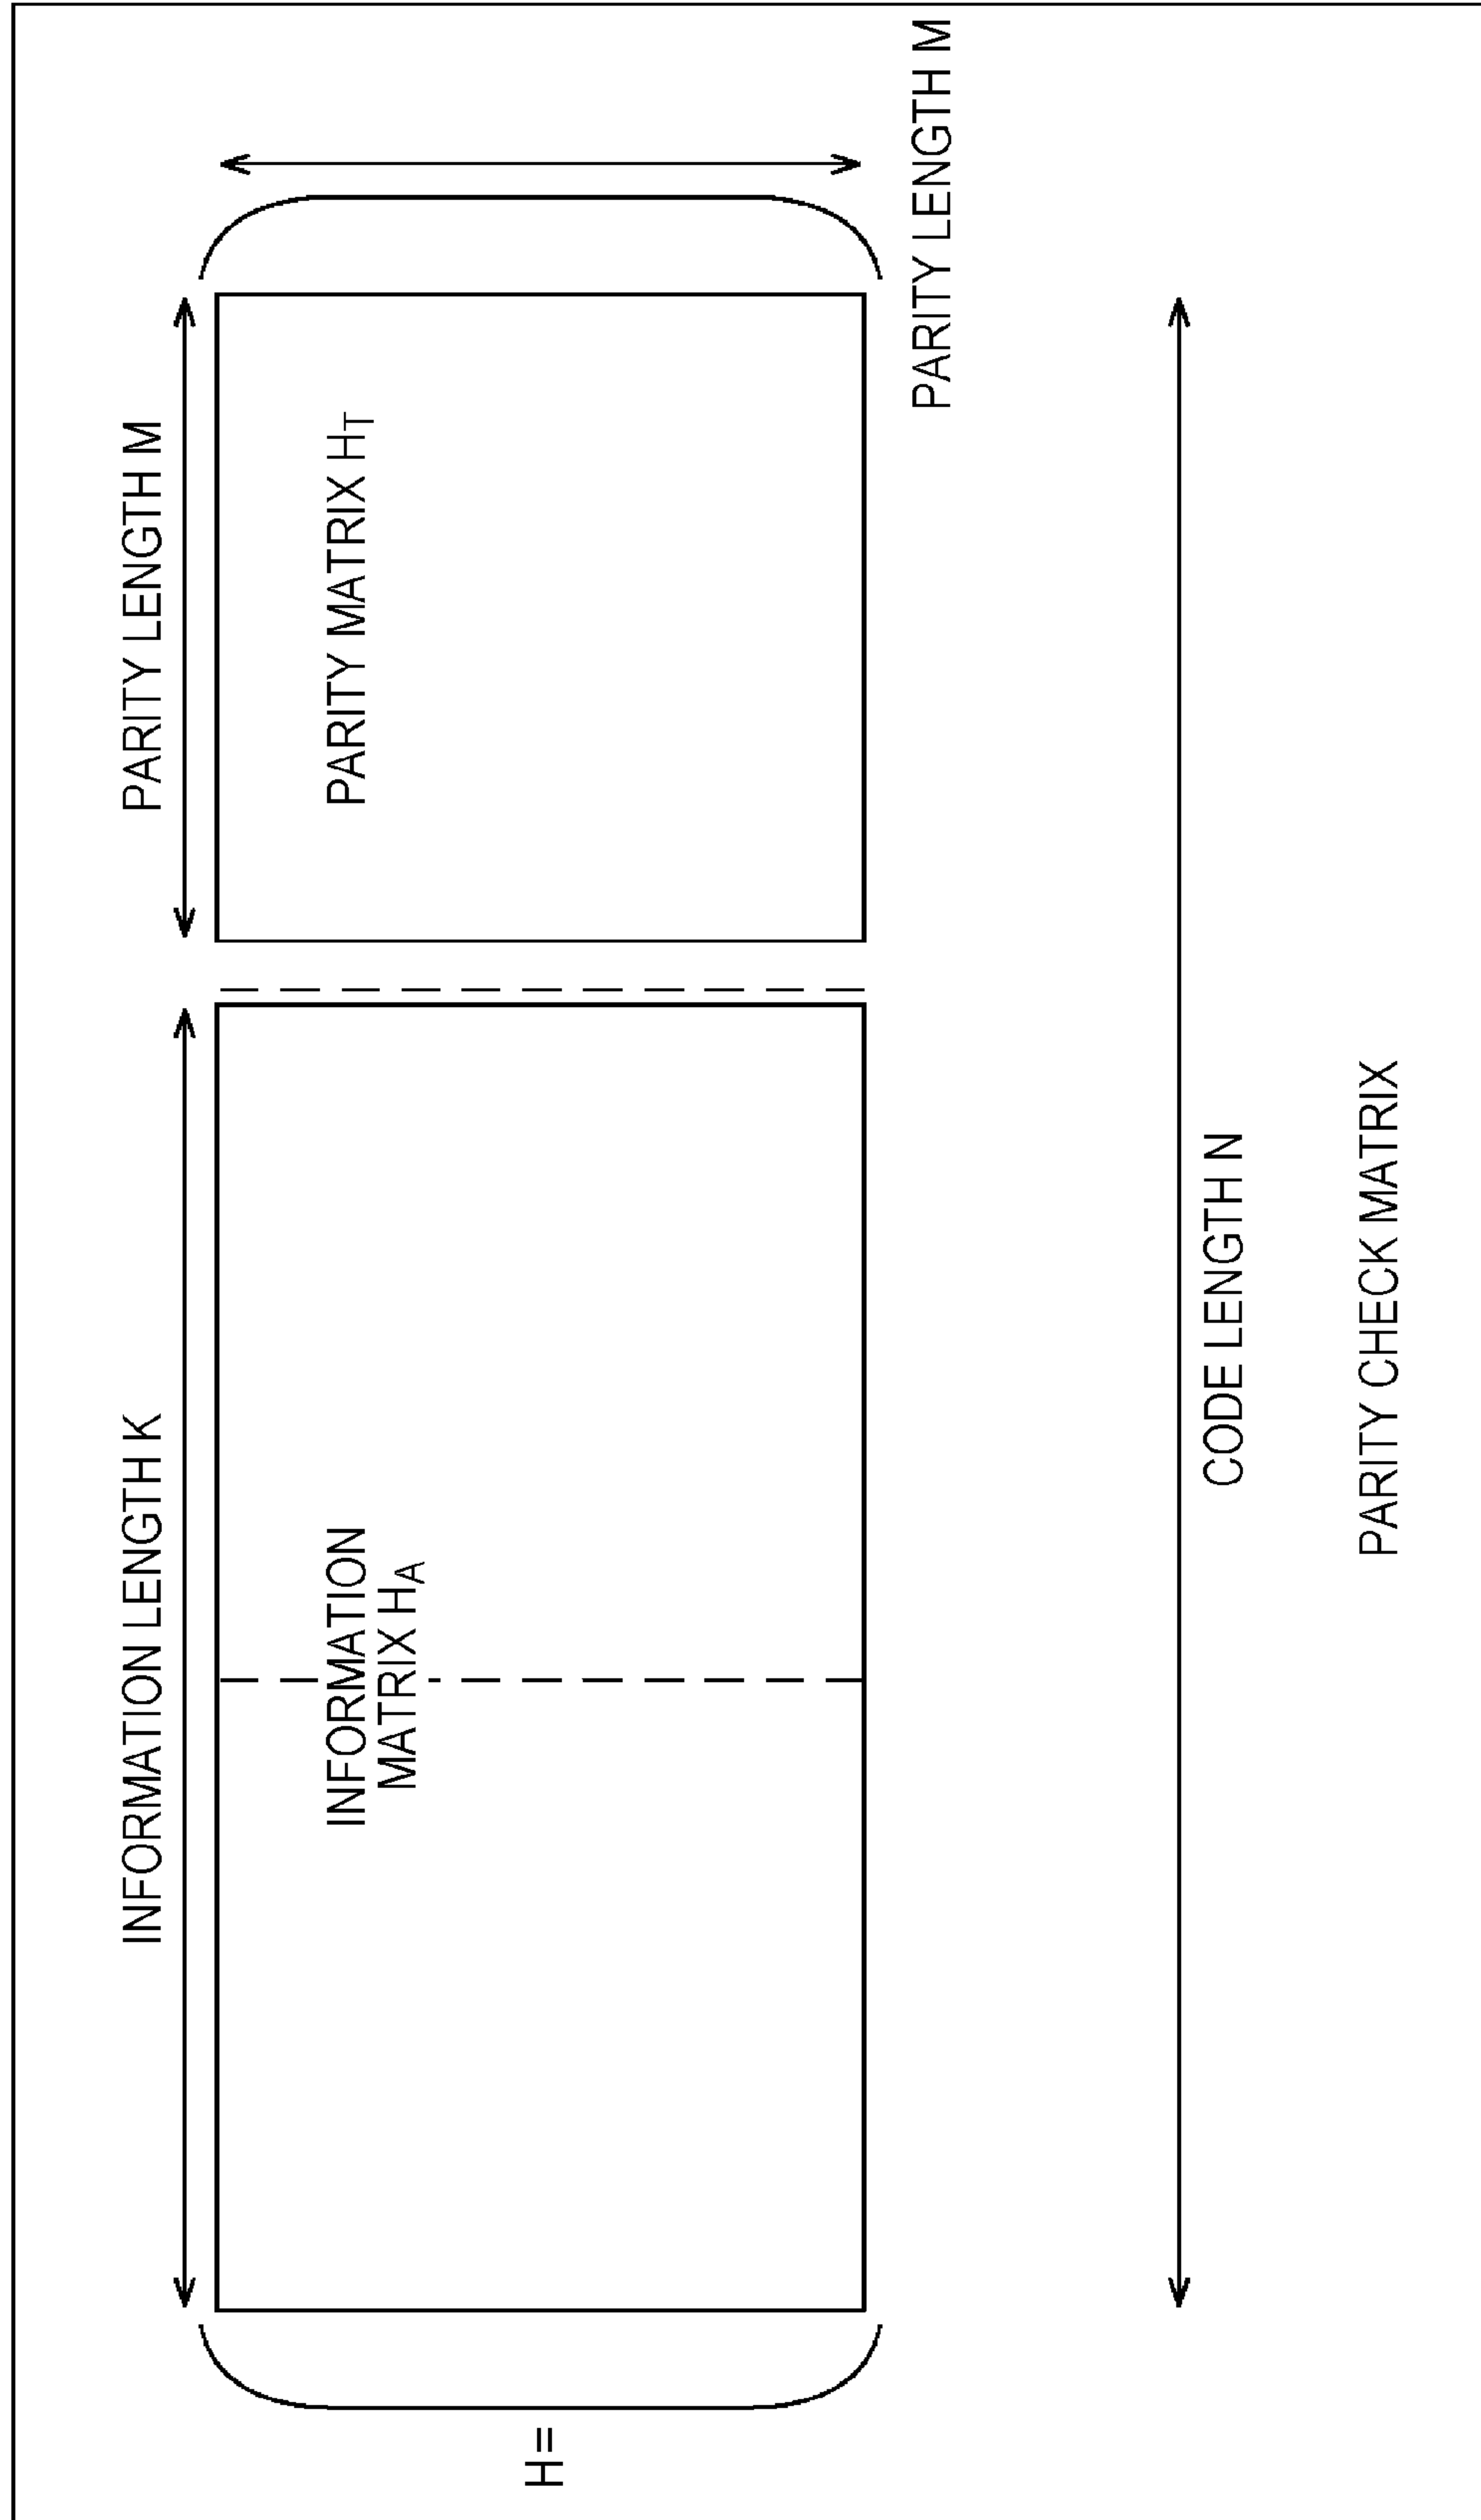 INFORMATION LENGTH K
PARITY LENGTH M
INFORMATION
MATRIX HA
PARITY MATRIX HT
H=
PARITY LENGTH M
CODE LENGTH N
PARITY CHECK MATRIX